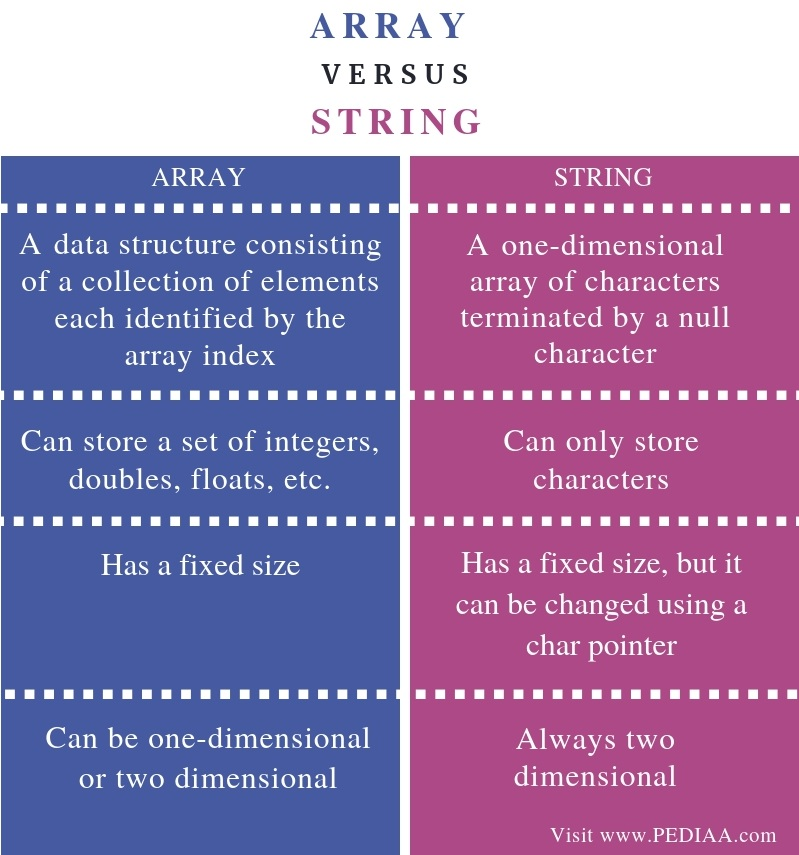 ARRAY
VERSUS
STRING
ARRAY
STRING
A data structure consisting
of a collection of elements
each identified by the
array index
A one-dimensional
array of characters
terminated by a null
character
Can store a set of integers,
doubles, floats, etc.
Can only store
characters
Has a fixed size
Has a fixed size, but it
can be changed using a
char pointer
Can be one-dimensional
or two dimensional
Always two
dimensional
Visit www.PEDIAA.com